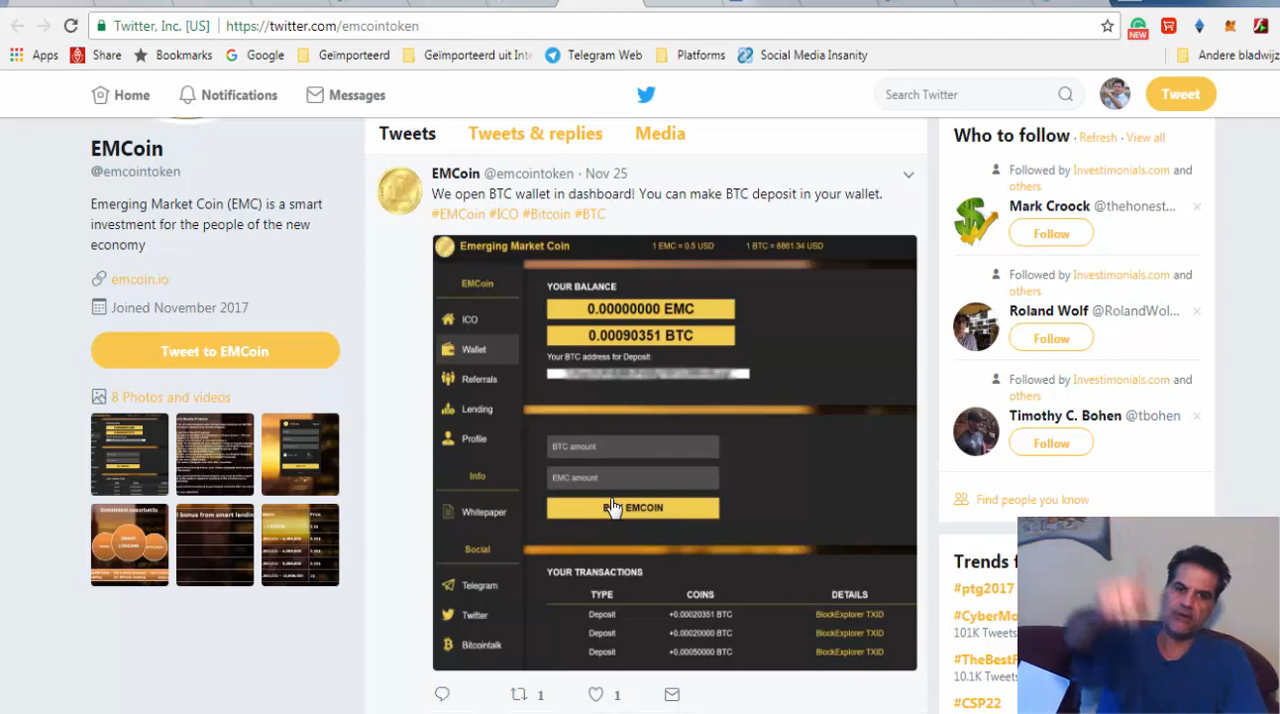 Twitter, Inc. [US]
https://twitter.com/emcointoken
NEW
Apps
Share
Bookmarks
Google
Geïmporteerd
Geïmporteerd uit Int
Telegram Web
Platforms
Social Media Insanity
Andere bladwijz
Home
Notifications
Messages
Search Twitter
Tweet
EMCoin
@emcointoken
Emerging Market Coin (EMC) is a smart
investment for the people of the new
economy
emcoin.io
Joined November 2017
Tweet to EMCoin
8 Photos and videos
Tweets
Tweets & replies
Media
EMCoin @emcointoken · Nov 25
We open BTC wallet in dashboard! You can make BTC deposit in your wallet.
#EMCoin #ICO #Bitcoin #BTC
Emerging Market Coin
1 EMC = 0.5 USD
1 BTC = 8861.34 USD
EMCoin
ICO
Wallet
Referrals
Lending
Profile
Info
Whitepaper
Social
Telegram
Twitter
Bitcointalk
YOUR BALANCE
0.00000000 EMC
0.00090351 BTC
Your BTC address for Deposit:
BTC amount
EMC amount
EMCOIN
YOUR TRANSACTIONS
TYPE COINS DETAILS
Deposit +0.00020351 BTC BlockExplorer TXID
Deposit +0.00020000 BTC BlockExplorer TXID
Deposit +0.00050000 BTC BlockExplorer TXID
1
1
Who to follow · Refresh · View all
Followed by Investimonials.com and
others
Mark Croock @thehonest...
Follow
Followed by Investimonials.com and
others
Roland Wolf @RolandWol...
Follow
Followed by Investimonials.com and
others
Timothy C. Bohen @tbohen
Follow
Find people you know
Trends f
#ptg2017
#CyberMo
101K Tweets
#TheBestF
10.1K Tweets
#CSP22